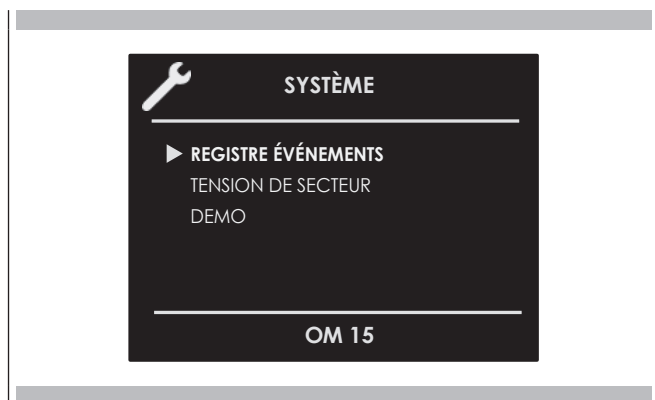 SYSTÈME
REGISTRE ÉVÉNEMENTS
TENSION DE SECTEUR
DEMO
OM 15